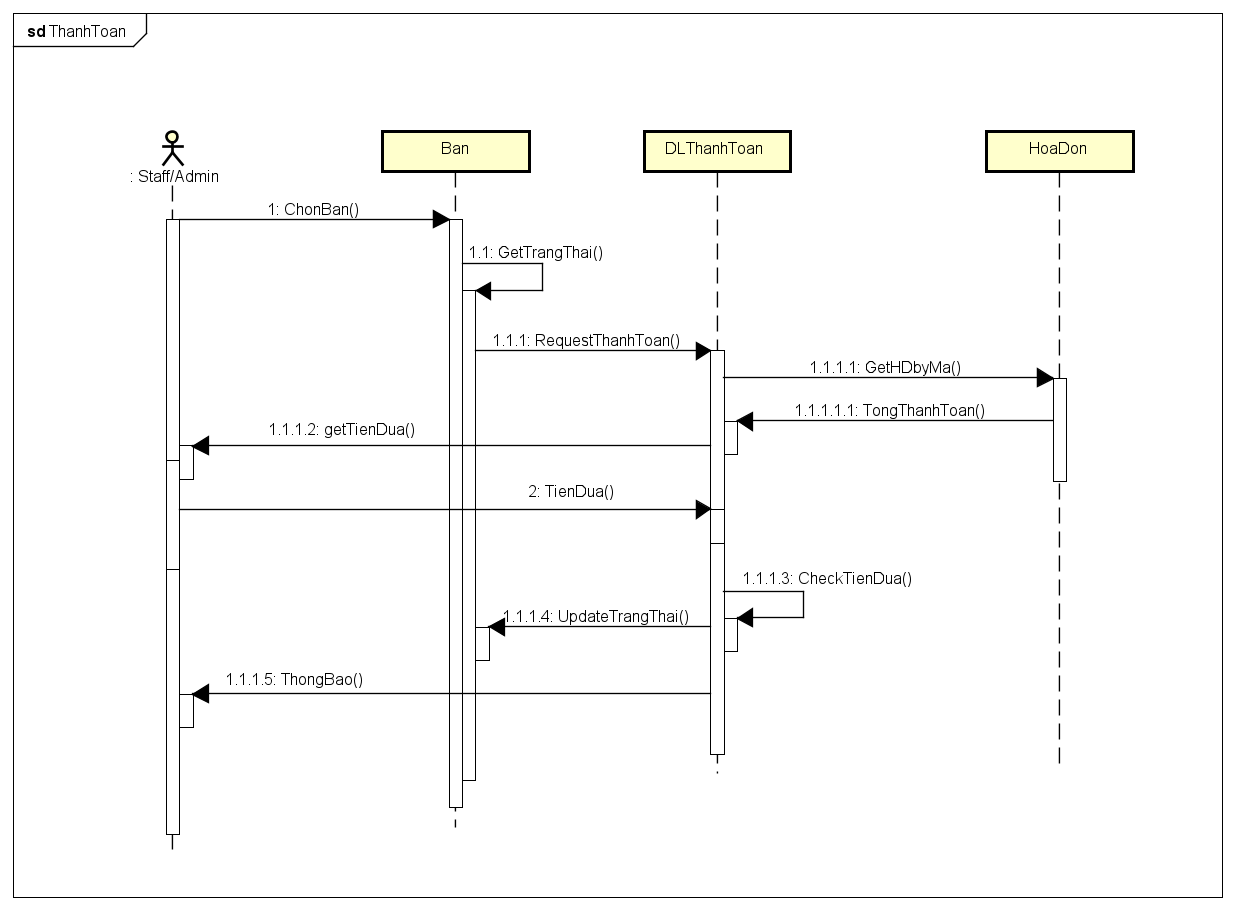 sd ThanhToan
: Staff/Admin
Ban
DLThanhToan
HoaDon
1: ChonBan()
1.1: GetTrangThai()
1.1.1: RequestThanhToan()
1.1.1.1: GetHDbyMa()
1.1.1.1.1: TongThanhToan()
1.1.1.2: getTienDua()
2: TienDua()
1.1.1.3: CheckTienDua()
1.1.1.4: UpdateTrangThai()
1.1.1.5: ThongBao()